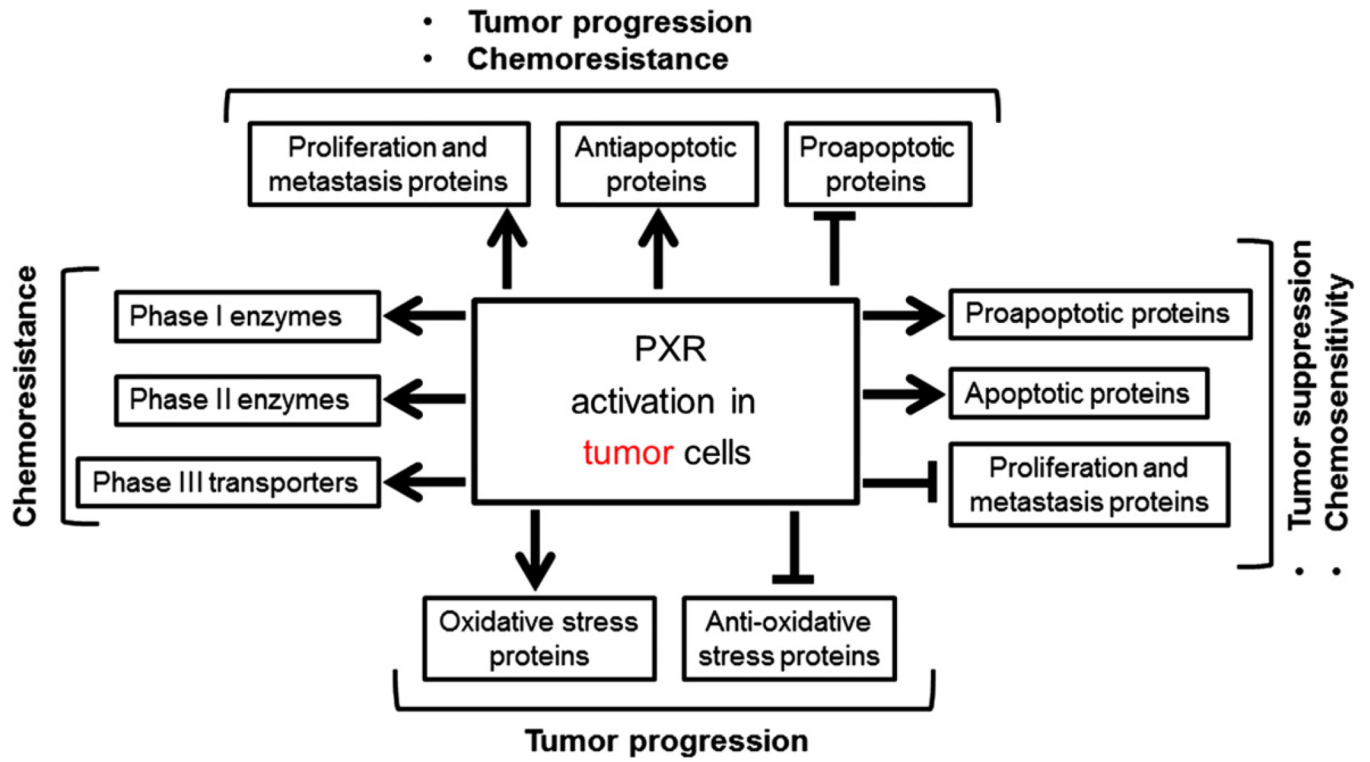 • Tumor progression
• Chemoresistance
Proliferation and
metastasis proteins
Antiapoptotic
proteins
Proapoptotic
proteins
Chemoresistance
Phase I enzymes
Phase II enzymes
Phase III transporters
PXR
activation in
tumor cells
Proapoptotic proteins
Apoptotic proteins
Proliferation and
metastasis proteins
• Tumor suppression
• Chemosensitivity
Oxidative stress
proteins
Anti-oxidative
stress proteins
Tumor progression